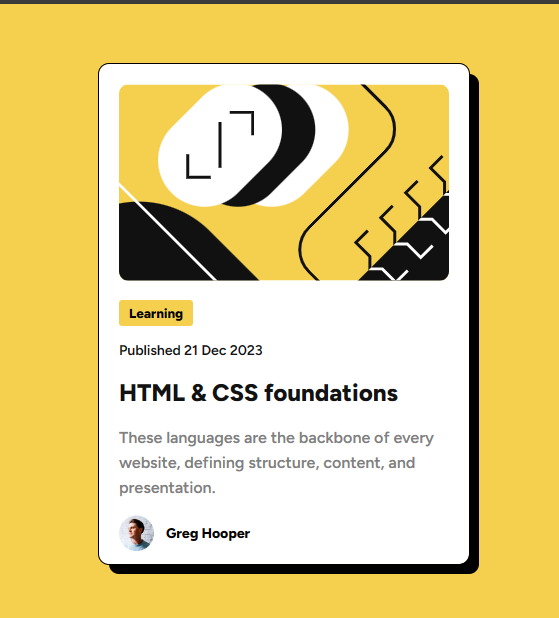 Learning
Published 21 Dec 2023
HTML & CSS foundations
These languages are the backbone of every
website, defining structure, content, and
presentation.
Greg Hooper